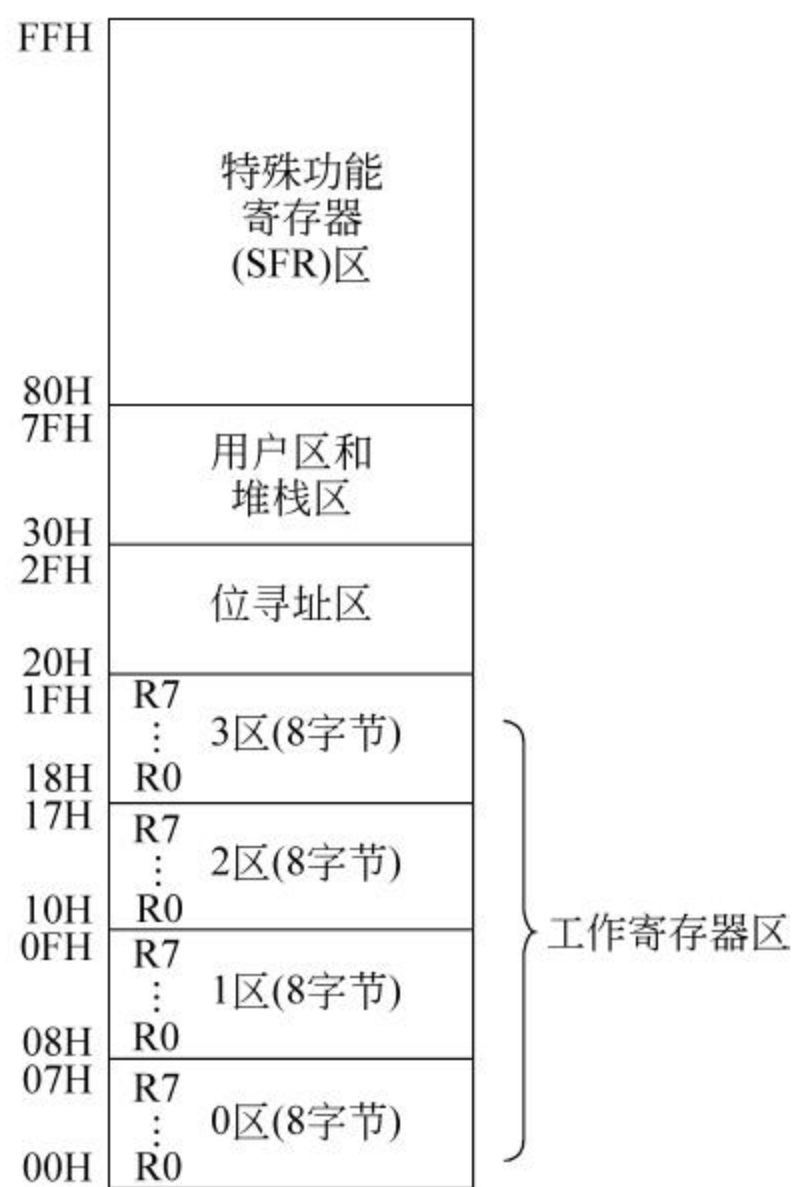 FFH
特殊功能
寄存器
(SFR)区
80H
7FH
用户区和
堆栈区
30H
2FH
位寻址区
20H
1FH
R7
⋮
3区(8字节)
18H
R0
17H
R7
⋮
2区(8字节)
10H
R0
工作寄存器区
0FH
R7
⋮
1区(8字节)
08H
R0
07H
R7
⋮
0区(8字节)
00H
R0